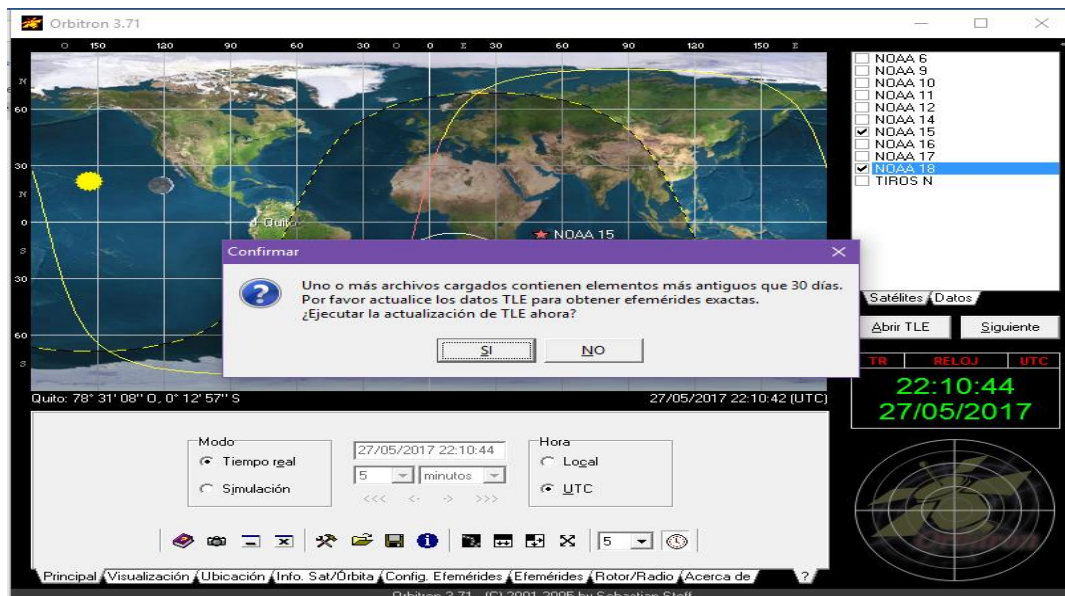 Orbitron 3.71
O 150 120 90 60 30 O 0 E 30 60 90 120 150 E
N
60
30
N
0
S
30
60
S
Quito
NOAA 15
NOAA 6
NOAA 9
NOAA 10
NOAA 11
NOAA 12
NOAA 14
NOAA 15
NOAA 16
NOAA 17
NOAA 18
TIROS N
Confirmar
Uno o más archivos cargados contienen elementos más antiguos que 30 días.
Por favor actualice los datos TLE para obtener efemérides exactas.
¿Ejecutar la actualización de TLE ahora?
SI NO
Satélites Datos
Abrir TLE Siguiente
TR RELOJ UTC
22:10:44
27/05/2017
Quito: 78° 31' 08'' O, 0° 12' 57'' S 27/05/2017 22:10:42 (UTC)
Modo
Tiempo real
Simulación
27/05/2017 22:10:44
5 minutos
<<< <- -> >>>
Hora
Local
UTC
5
Principal Visualización Ubicación Info. Sat/Órbita Config. Efemérides Efemérides Rotor/Radio Acerca de ?
Orbitron 3.71 - (C) 2001-2005 by Sebastian Stoff